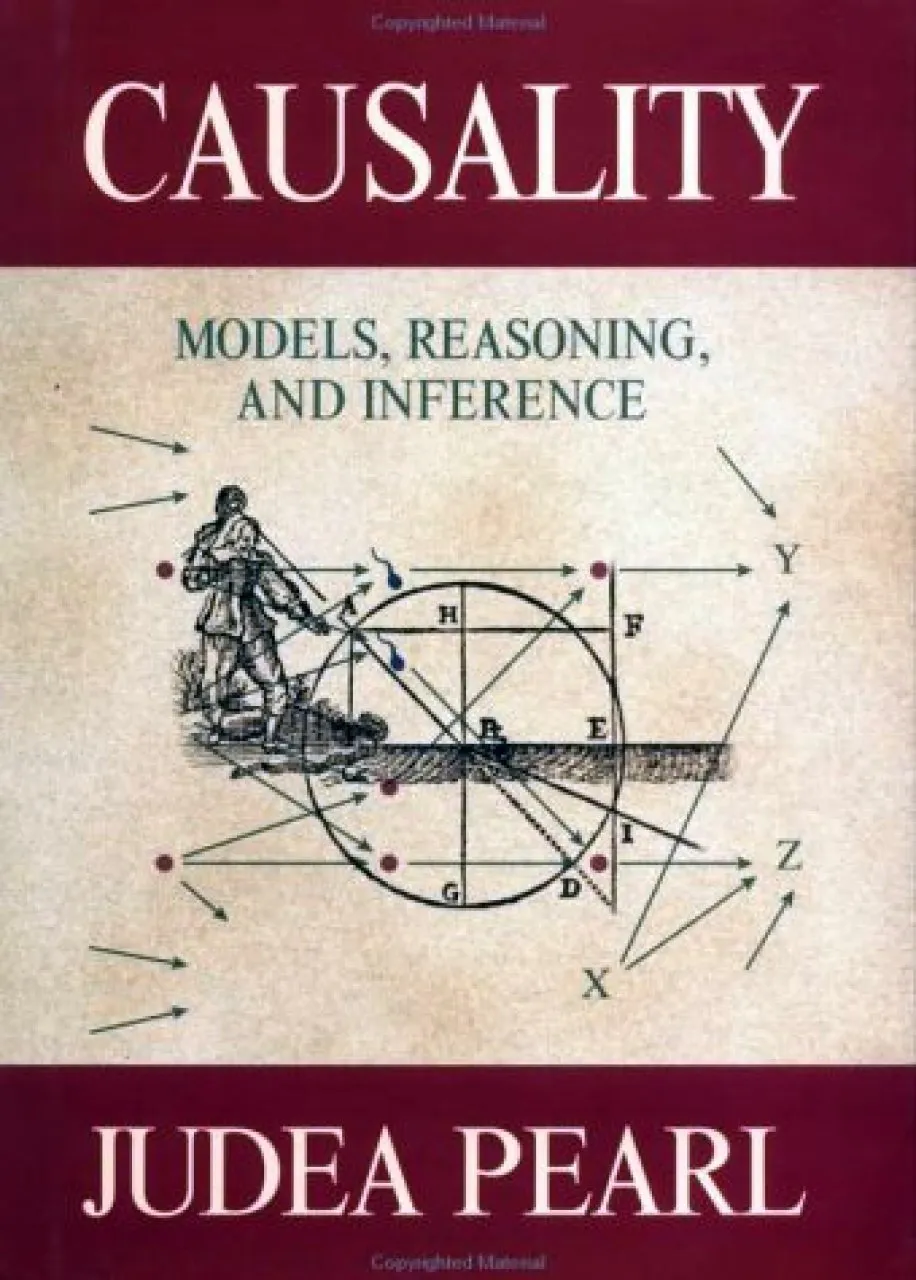 Copyrighted Material
CAUSALITY
MODELS, REASONING,
AND INFERENCE
Y
A
H
F
B
E
I
Z
G
D
X
JUDEA PEARL
Copyrighted Material